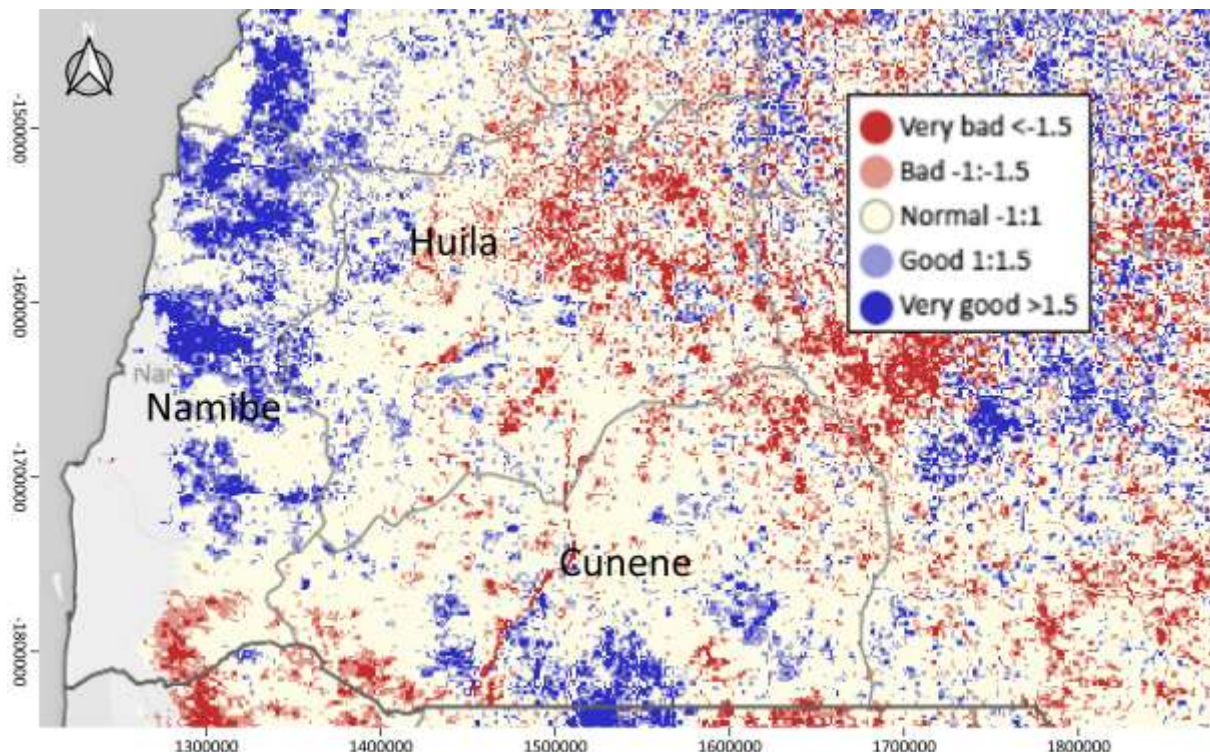 N
-1500000
-1600000
-1700000
-1800000
Very bad <-1.5
Bad -1:-1.5
Normal -1:1
Good 1:1.5
Very good >1.5
Huila
Nar
Namibe
Cunene
1300000
1400000
1500000
1600000
1700000
1800000